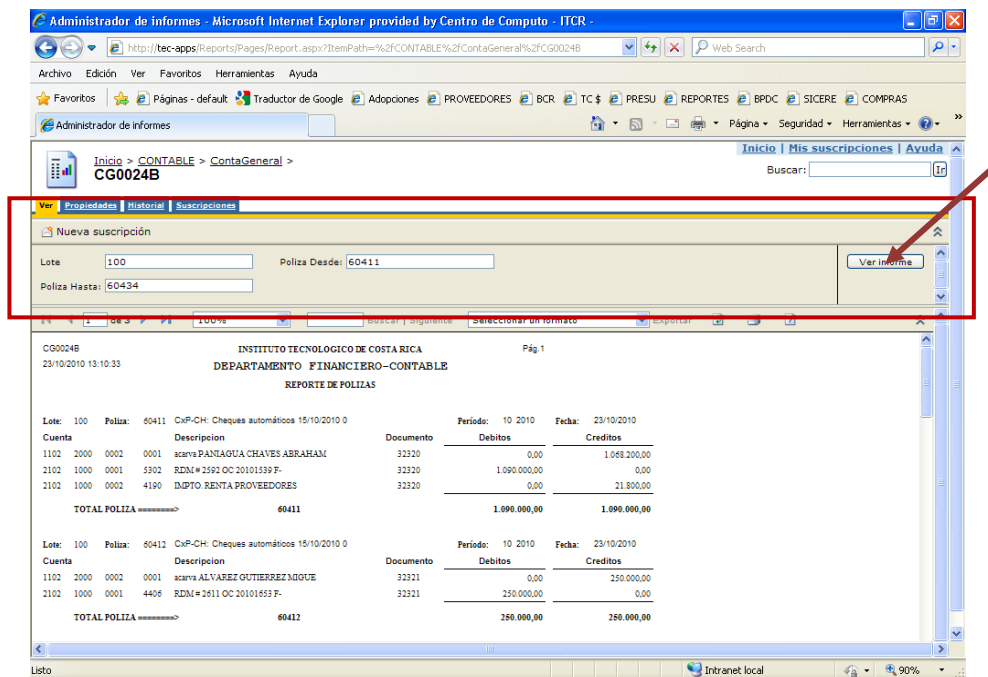 Administrador de informes - Microsoft Internet Explorer provided by Centro de Computo - ITCR -
http://tec-apps/Reports/Pages/Report.aspx?ItemPath=%2fCONTABLE%2fContaGeneral%2fCG0024B Web Search
Archivo Edición Ver Favoritos Herramientas Ayuda
Favoritos Páginas - default Traductor de Google Adopciones PROVEEDORES BCR TC $ PRESU REPORTES BPDC SICERE COMPRAS
Administrador de informes Página Seguridad Herramientas »
Inicio | Mis suscripciones | Ayuda
Inicio > CONTABLE > ContaGeneral >
CG0024B
Buscar: Ir
Ver Propiedades Historial Suscripciones
Nueva suscripción
Lote 100 Poliza Desde: 60411 Ver informe
Poliza Hasta: 60434
1 de 3 100% Buscar | Siguiente Seleccionar un formato Exportar
CG0024B INSTITUTO TECNOLOGICO DE COSTA RICA Pág.1
23/10/2010 13:10:33 DEPARTAMENTO FINANCIERO-CONTABLE
REPORTE DE POLIZAS
Lote: 100 Poliza: 60411 CxP-CH: Cheques automáticos 15/10/2010 0 Período: 10 2010 Fecha: 23/10/2010
Cuenta Descripcion Documento Debitos Creditos
1102 2000 0002 0001 acarva PANIAGUA CHAVES ABRAHAM 32320 0,00 1.068.200,00
2102 1000 0001 5302 RDM # 2592 OC 20101539 F- 32320 1.090.000,00 0,00
2102 1000 0002 4190 IMPTO. RENTA PROVEEDORES 32320 0,00 21.800,00
TOTAL POLIZA ========> 60411 1.090.000,00 1.090.000,00
Lote: 100 Poliza: 60412 CxP-CH: Cheques automáticos 15/10/2010 0 Período: 10 2010 Fecha: 23/10/2010
Cuenta Descripcion Documento Debitos Creditos
1102 2000 0002 0001 acarva ALVAREZ GUTIERREZ MIGUE 32321 0,00 250.000,00
2102 1000 0001 4406 RDM # 2611 OC 20101653 F- 32321 250.000,00 0,00
TOTAL POLIZA ========> 60412 250.000,00 250.000,00
Listo Intranet local 90%